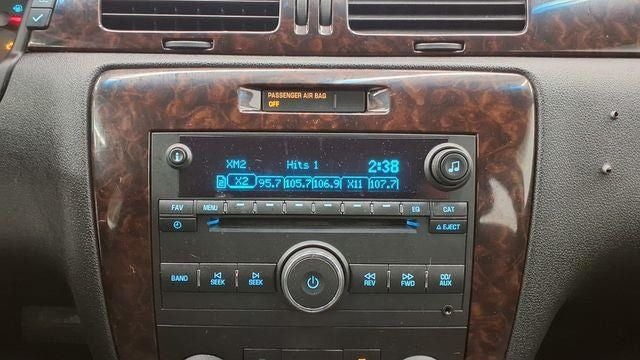 PASSENGER AIR BAG
OFF
XM2 Hits 1 2:38
X2 95.7 105.7 106.9 X11 107.7
FAV MENU EQ CAT
EJECT
BAND SEEK SEEK REV FWD CD/
AUX